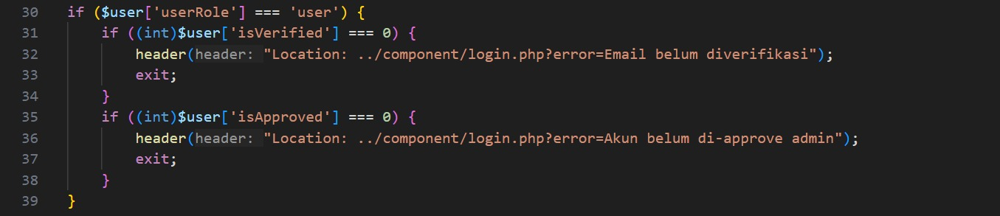 30 if ($user['userRole'] === 'user') {
31     if ((int)$user['isVerified'] === 0) {
32         header(header: "Location: ../component/login.php?error=Email belum diverifikasi");
33         exit;
34     }
35     if ((int)$user['isApproved'] === 0) {
36         header(header: "Location: ../component/login.php?error=Akun belum di-approve admin");
37         exit;
38     }
39 }